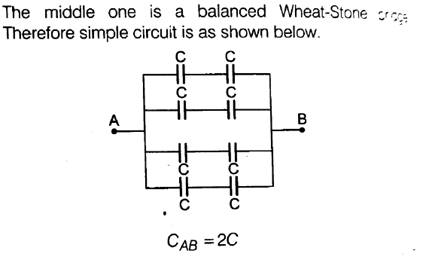 The middle one is a balanced Wheat-Stone
Therefore simple circuit is as shown below.
C C
C C
A B
C C
C C
C_AB = 2C